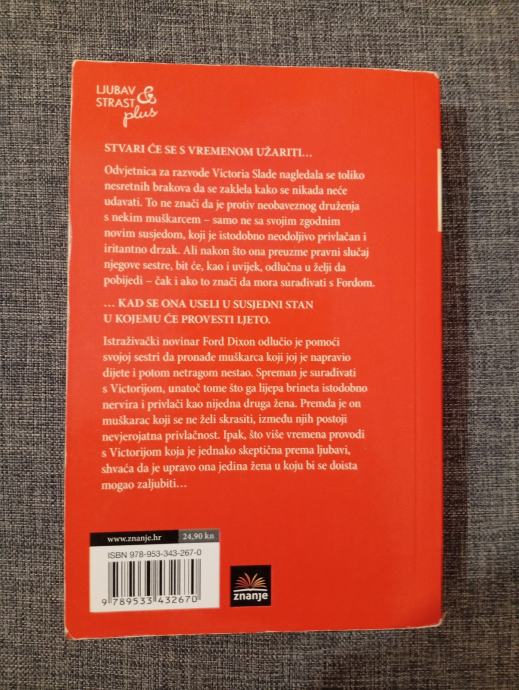 LJUBAV
& STRAST
plus
STVARI ĆE SE S VREMENOM UŽARITI...
Odvjetnica za razvode Victoria Slade nagledala se toliko
nesretnih brakova da se zaklela kako se nikada neće
udavati. To ne znači da je protiv neobaveznog druženja
s nekim muškarcem – samo ne sa svojim zgodnim
novim susjedom, koji je istodobno neodoljivo privlačan i
iritantno drzak. Ali nakon što ona preuzme pravni slučaj
njegove sestre, bit će, kao i uvijek, odlučna u želji da
pobijedi – čak i ako to znači da mora surađivati s Fordom.
... KAD SE ONA USELI U SUSJEDNI STAN
U KOJEMU ĆE PROVESTI LJETO.
Istraživački novinar Ford Dixon odlučio je pomoći
svojoj sestri da pronađe muškarca koji joj je napravio
dijete i potom netragom nestao. Spreman je surađivati
s Victorijom, unatoč tome što ga lijepa brineta istodobno
nervira i privlači kao nijedna druga žena. Premda je on
muškarac koji se ne želi skrasiti, između njih postoji
nevjerojatna privlačnost. Ipak, što više vremena provodi
s Victorijom koja je jednako skeptična prema ljubavi,
shvaća da je upravo ona jedina žena u koju bi se doista
mogao zaljubiti...
www.znanje.hr 24,90 kn
ISBN 978-953-343-267-0
9 789533 432670
znanje